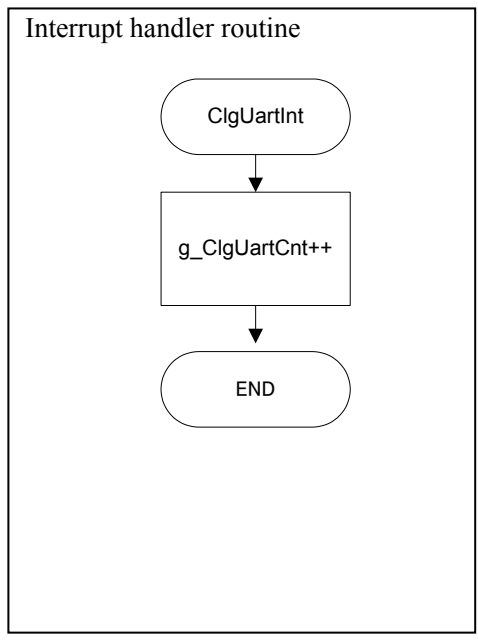 Interrupt handler routine
ClgUartInt
g_ClgUartCnt++
END